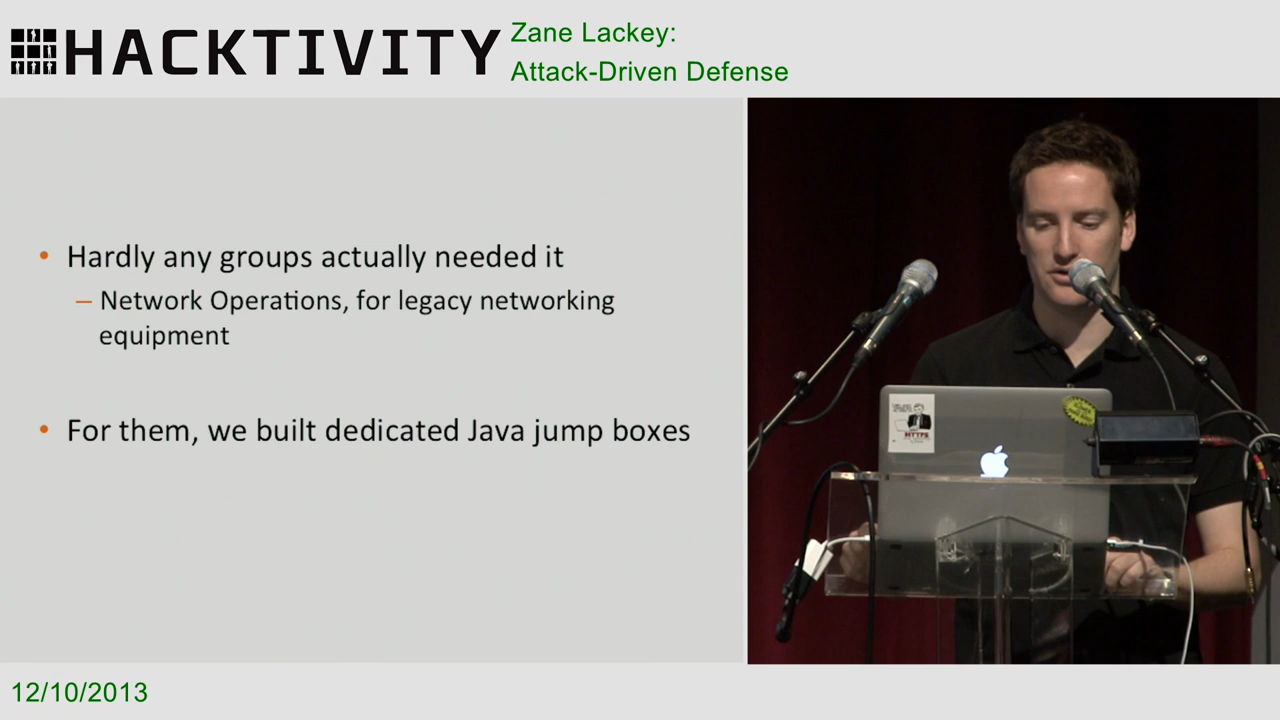 HACKTIVITY
Zane Lackey:
Attack-Driven Defense
• Hardly any groups actually needed it
– Network Operations, for legacy networking
equipment
• For them, we built dedicated Java jump boxes
HTTPS
12/10/2013